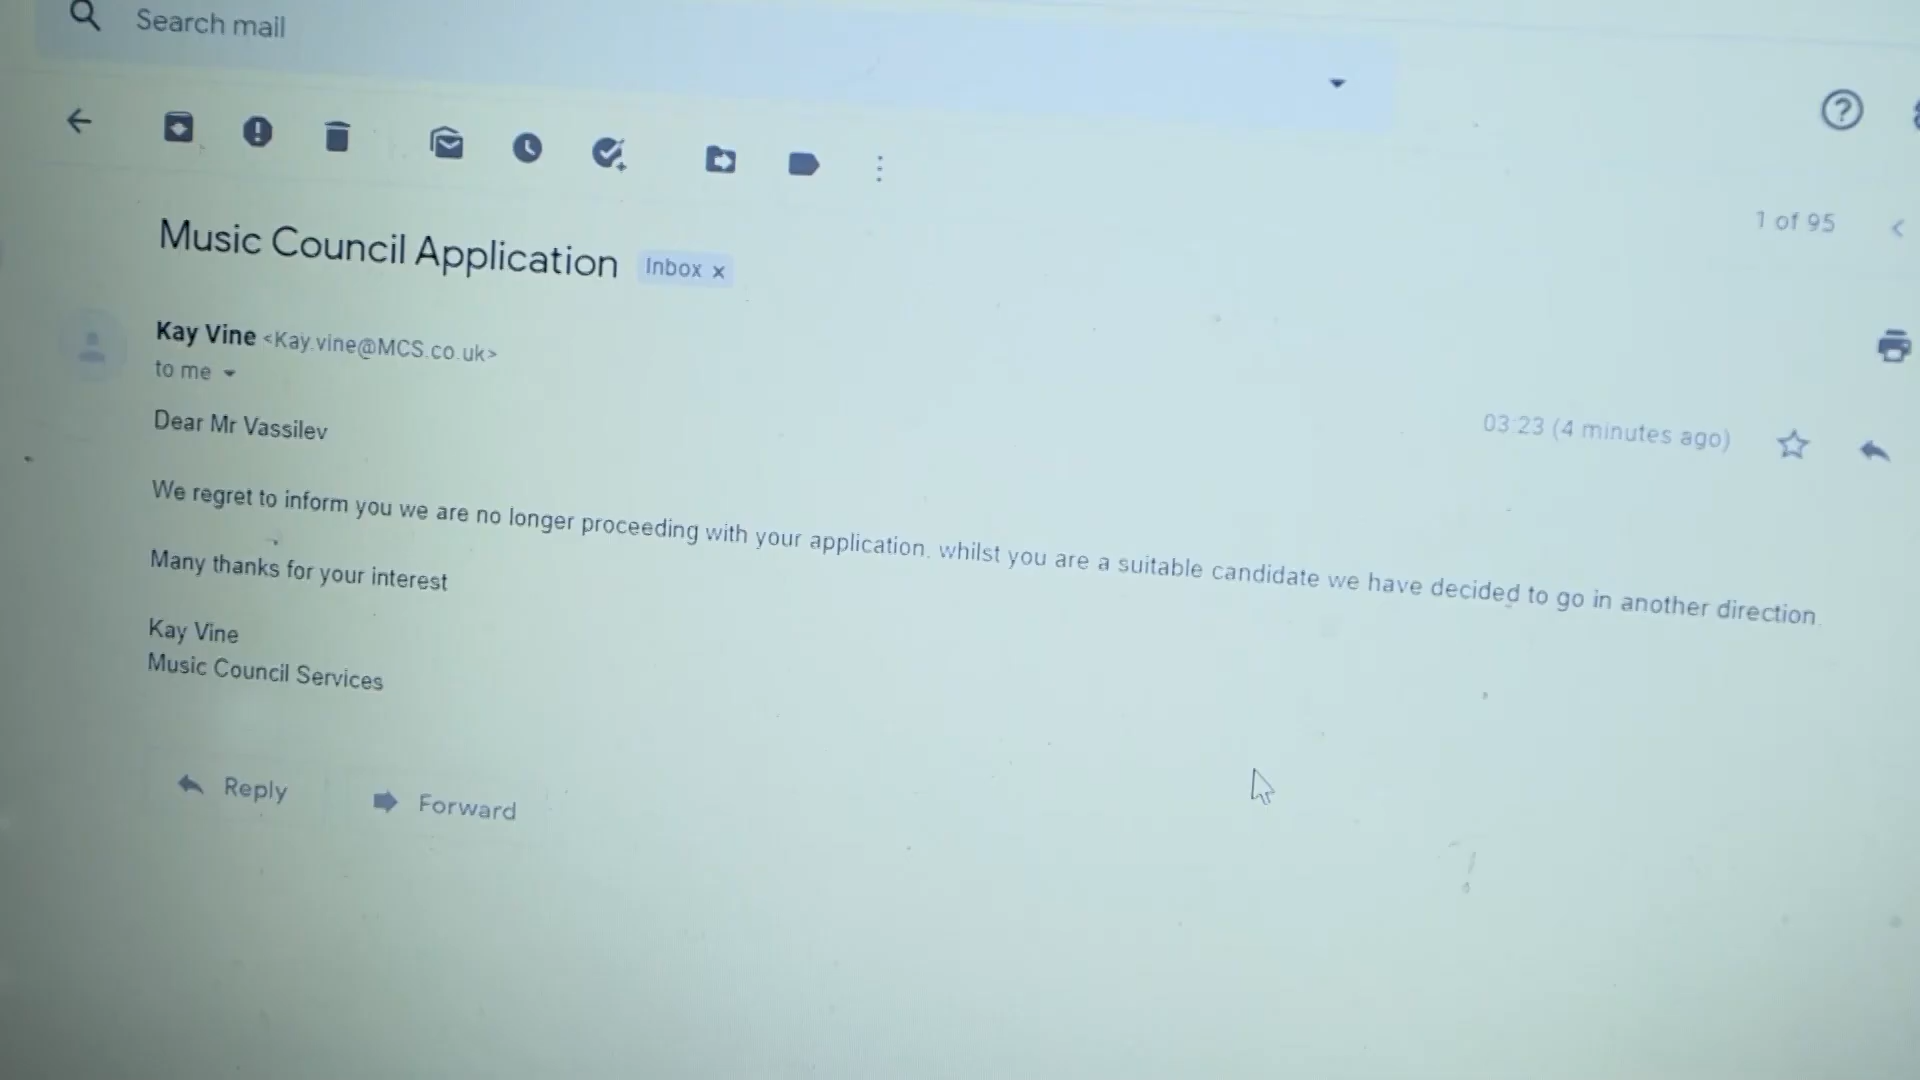 Search mail
1 of 95
Music Council Application Inbox x
Kay Vine <Kay.vine@MCS.co.uk>
to me
03:23 (4 minutes ago)
Dear Mr Vassilev
We regret to inform you we are no longer proceeding with your application. whilst you are a suitable candidate we have decided to go in another direction.
Many thanks for your interest
Kay Vine
Music Council Services
Reply Forward